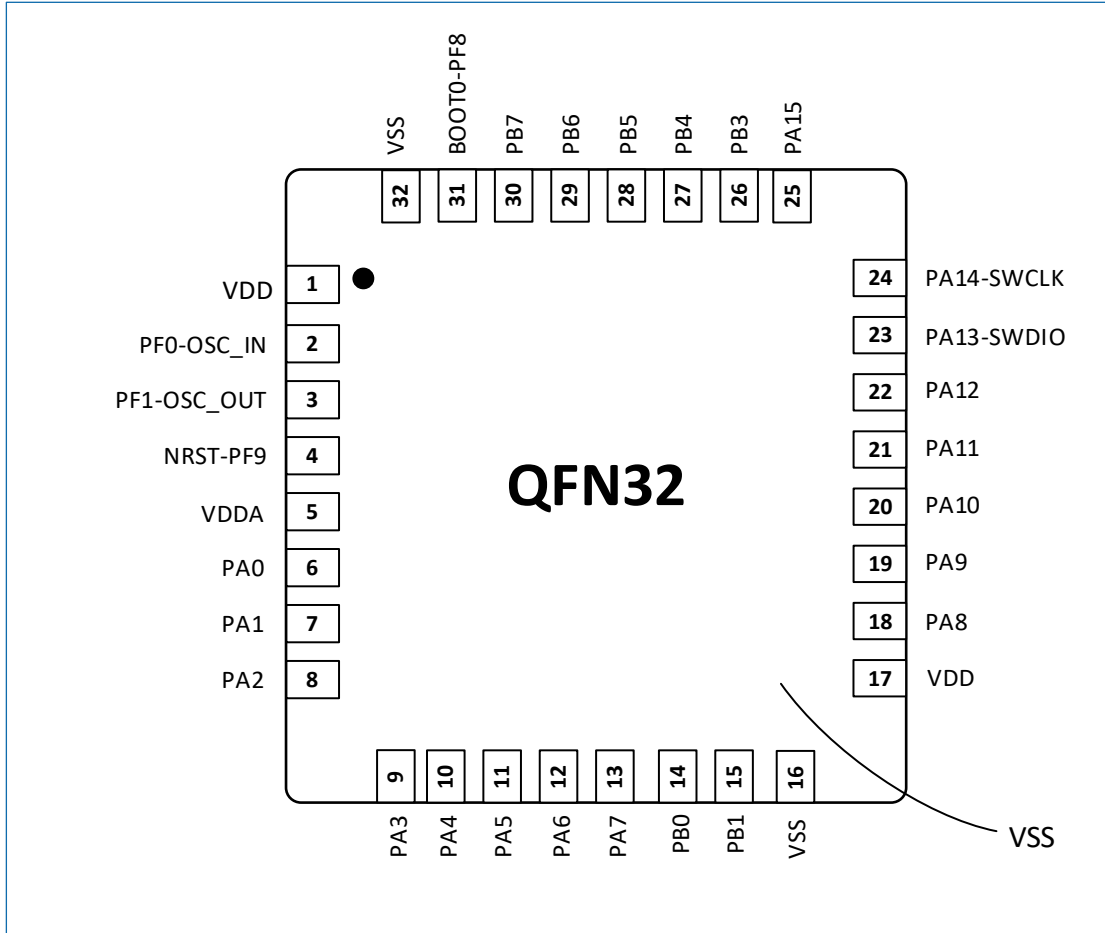 VSS
BOOT0-PF8
PB7
PB6
PB5
PB4
PB3
PA15
32
31
30
29
28
27
26
25
VDD 1
PF0-OSC_IN 2
PF1-OSC_OUT 3
NRST-PF9 4
VDDA 5
PA0 6
PA1 7
PA2 8
QFN32
24 PA14-SWCLK
23 PA13-SWDIO
22 PA12
21 PA11
20 PA10
19 PA9
18 PA8
17 VDD
9
10
11
12
13
14
15
16
PA3
PA4
PA5
PA6
PA7
PB0
PB1
VSS
VSS